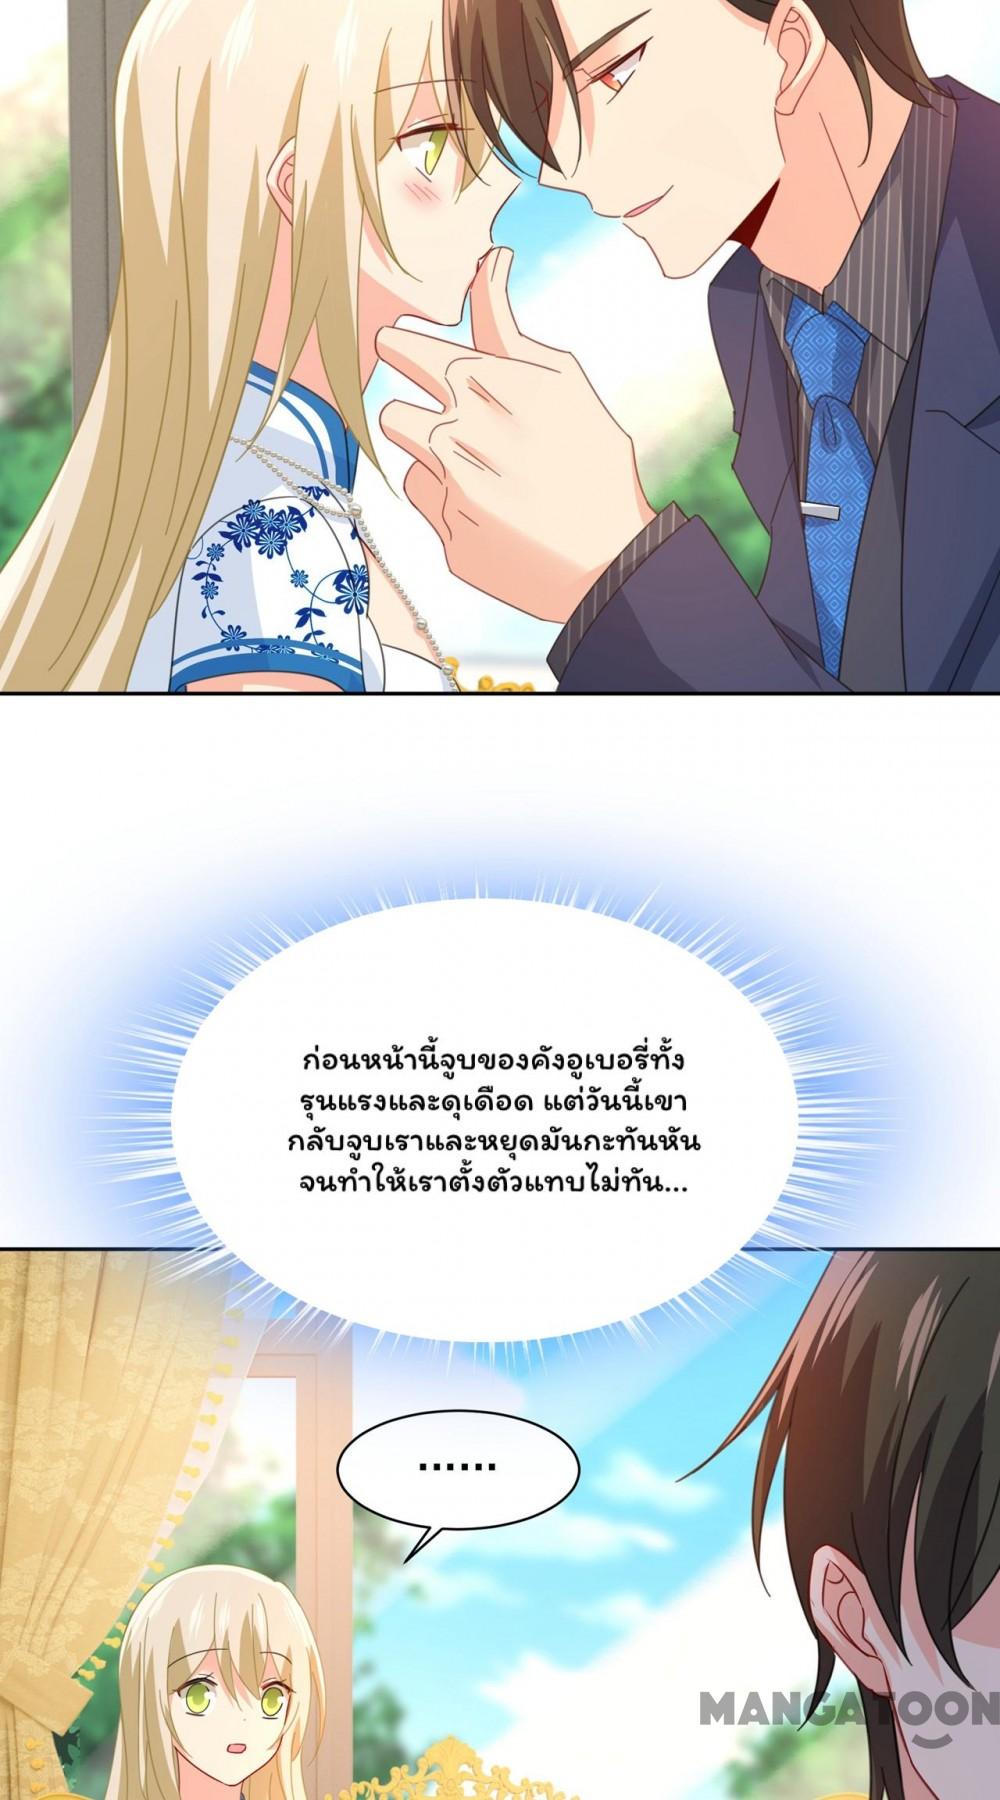 ก่อนหน้านี้จูบของคังอูเบอรี่ทั้ง
รุนแรงและดุเดือด แต่วันนี้เขา
กลับจูบเราและหยุดมันกะทันหัน
จนทำให้เราตั้งตัวแทบไม่ทัน...
......
MANGATOON